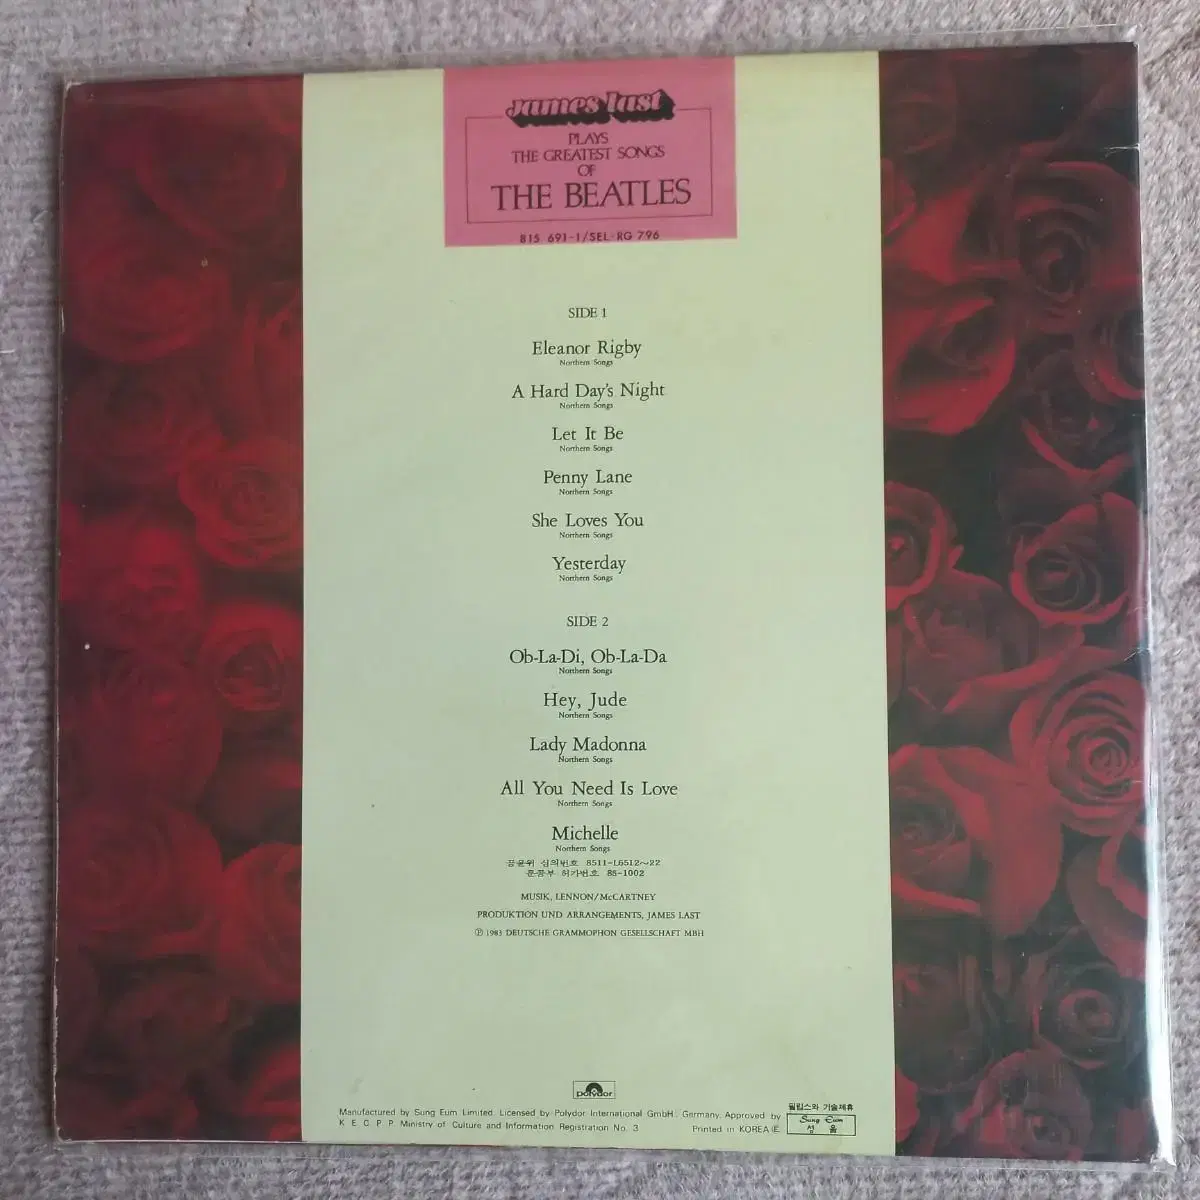 James Last
PLAYS
THE GREATEST SONGS
OF
THE BEATLES
815 691-1/SEL-RG 796
SIDE 1
Eleanor Rigby
Northern Songs
A Hard Day's Night
Northern Songs
Let It Be
Northern Songs
Penny Lane
Northern Songs
She Loves You
Northern Songs
Yesterday
Northern Songs
SIDE 2
Ob-La-Di, Ob-La-Da
Northern Songs
Hey, Jude
Northern Songs
Lady Madonna
Northern Songs
All You Need Is Love
Northern Songs
Michelle
Northern Songs
공윤위 심의번호 8511-L6512~22
문공부 허가번호 85-1002
MUSIK, LENNON/McCARTNEY
PRODUKTION UND ARRANGEMENTS, JAMES LAST
Ⓟ 1983 DEUTSCHE GRAMMOPHON GESELLSCHAFT MBH
polydor
Manufactured by Sung Eum Limited. Licensed by Polydor International GmbH., Germany. Approved by
K E C P P Ministry of Culture and Information Registration No. 3
Printed in KOREA
필립스와 기술제휴
Sung Eum
성 음